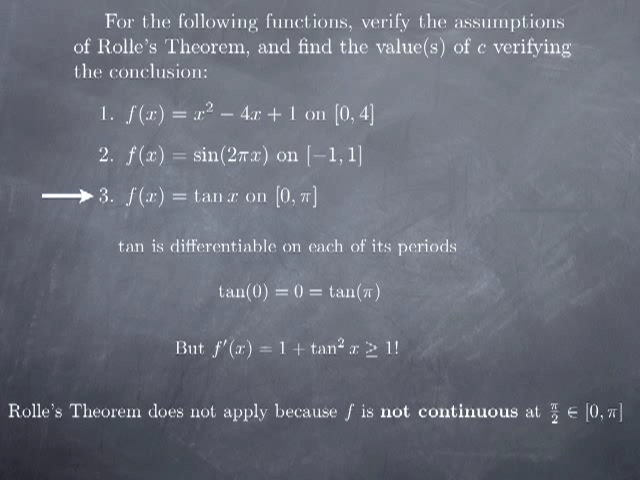 For the following functions, verify the assumptions
of Rolle's Theorem, and find the value(s) of c verifying
the conclusion:
1. f(x) = x² − 4x + 1 on [0, 4]
2. f(x) = sin(2πx) on [−1, 1]
3. f(x) = tan x on [0, π]
tan is differentiable on each of its periods
tan(0) = 0 = tan(π)
But f′(x) = 1 + tan² x ≥ 1!
Rolle's Theorem does not apply because f is not continuous at π/2 ∈ [0, π]